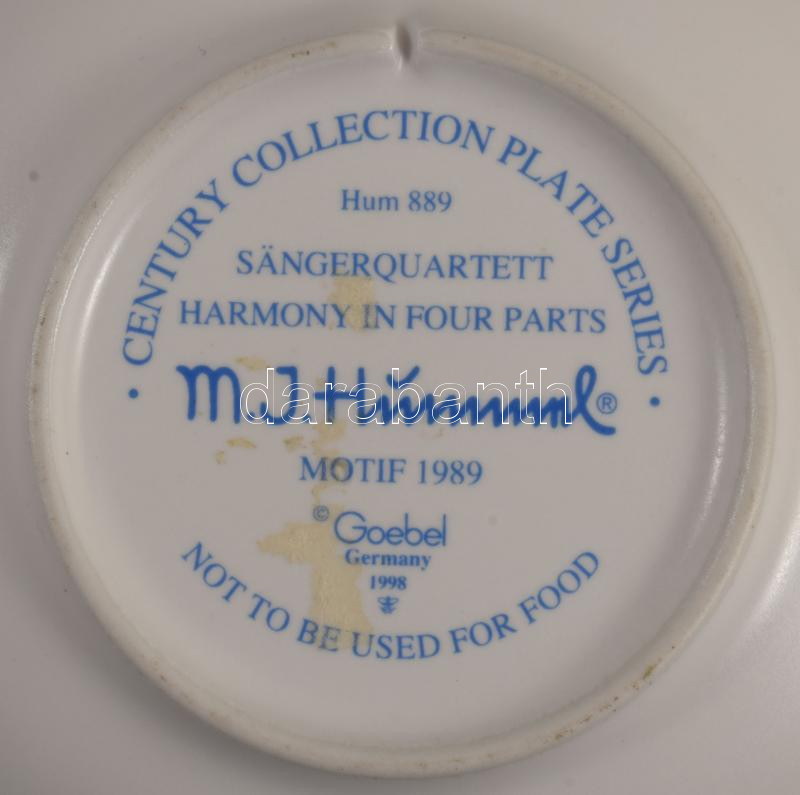 · CENTURY COLLECTION PLATE SERIES ·
Hum 889
SÄNGERQUARTETT
HARMONY IN FOUR PARTS
M.J.Hummel®
darabanth
MOTIF 1989
© Goebel
Germany
1998
NOT TO BE USED FOR FOOD